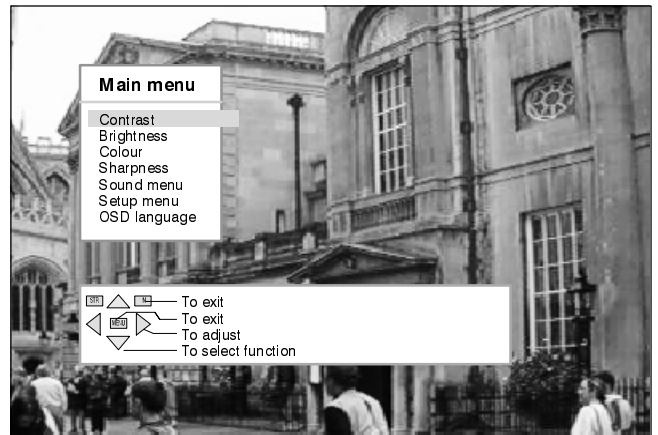 Main menu
Contrast
Brightness
Colour
Sharpness
Sound menu
Setup menu
OSD language
STR
N
To exit
MENU
To exit
To adjust
To select function